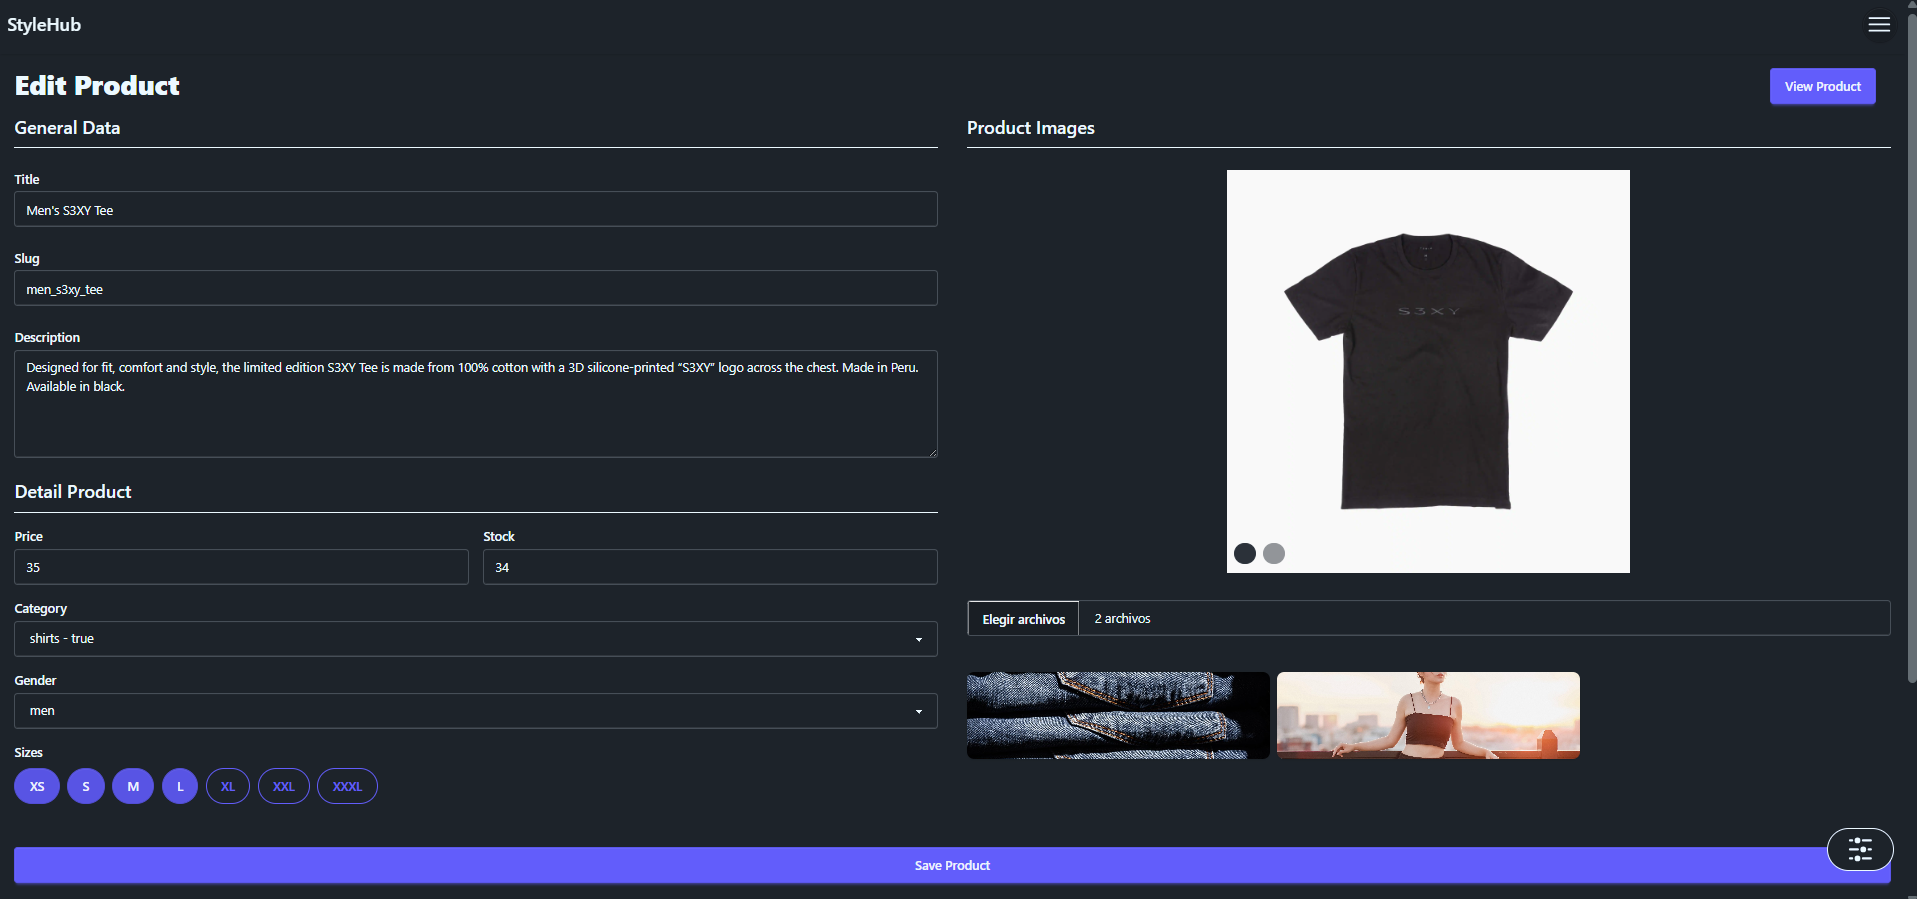 StyleHub
Edit Product
View Product
General Data
Title
Men's S3XY Tee
Slug
men_s3xy_tee
Description
Designed for fit, comfort and style, the limited edition S3XY Tee is made from 100% cotton with a 3D silicone-printed “S3XY” logo across the chest. Made in Peru.
Available in black.
Detail Product
Price
Stock
35
34
Category
shirts - true
Gender
men
Sizes
XS S M L XL XXL XXXL
Product Images
S3XY
Elegir archivos 2 archivos
Save Product